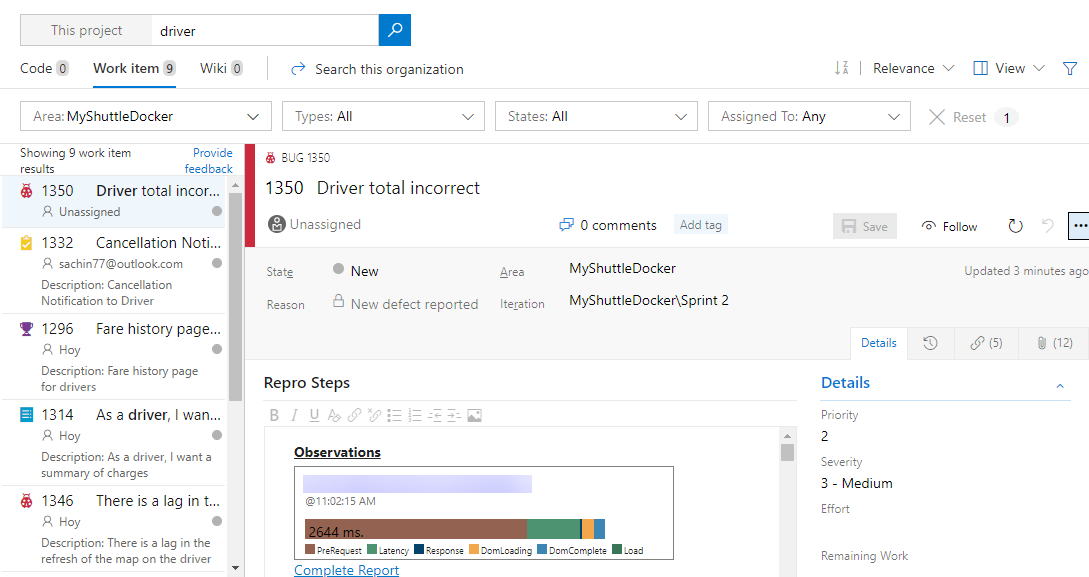 This project driver
Code 0 Work item 9 Wiki 0 Search this organization Relevance View
Area: MyShuttleDocker Types: All States: All Assigned To: Any Reset 1
Showing 9 work item results
Provide feedback
1350 Driver total incor...
Unassigned
1332 Cancellation Noti...
sachin77@outlook.com
Description: Cancellation
Notification to Driver
1296 Fare history page...
Hoy
Description: Fare history page
for drivers
1314 As a driver, I wan...
Hoy
Description: As a driver, I want a
summary of charges
1346 There is a lag in t...
Hoy
Description: There is a lag in the
refresh of the map on the driver
BUG 1350
1350 Driver total incorrect
Unassigned 0 comments Add tag Save Follow
State New Area MyShuttleDocker Updated 3 minutes ago
Reason New defect reported Iteration MyShuttleDocker\Sprint 2
Details (5) (12)
Repro Steps
B I U
Observations
@11:02:15 AM
2644 ms.
PreRequest Latency Response DomLoading DomComplete Load
Complete Report
Details
Priority
2
Severity
3 - Medium
Effort
Remaining Work